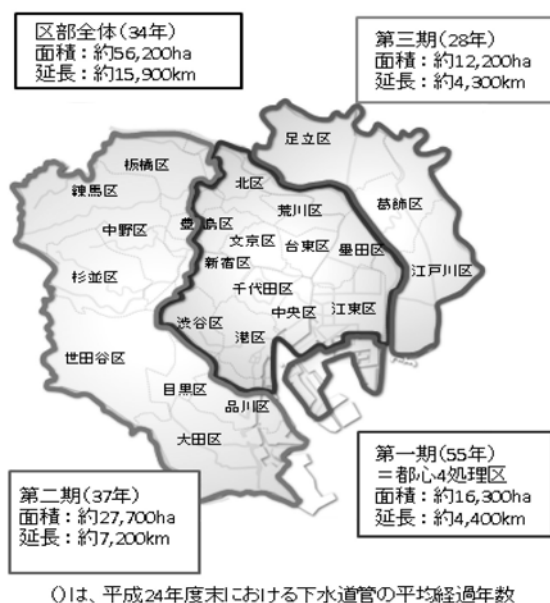 区部全体(34年)
面積：約56,200ha
延長：約15,900km
第三期(28年)
面積：約12,200ha
延長：約4,300km
足立区
板橋区
北区
練馬区
荒川区
葛飾区
中野区
豊島区
文京区
台東区
墨田区
新宿区
江戸川区
杉並区
千代田区
中央区
江東区
渋谷区
港区
世田谷区
目黒区
品川区
大田区
第一期(55年)
＝都心4処理区
面積：約16,300ha
延長：約4,400km
第二期(37年)
面積：約27,700ha
延長：約7,200km
()は、平成24年度末における下水道管の平均経過年数